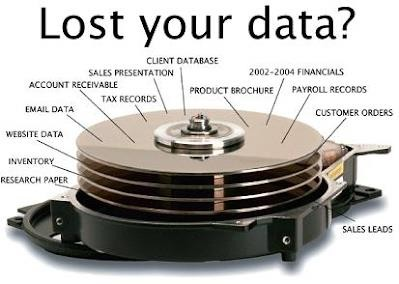 Lost your data?
CLIENT DATABASE
SALES PRESENTATION
2002-2004 FINANCIALS
ACCOUNT RECEIVABLE
PRODUCT BROCHURE
PAYROLL RECORDS
TAX RECORDS
EMAIL DATA
CUSTOMER ORDERS
WEBSITE DATA
INVENTORY
RESEARCH PAPER
SALES LEADS